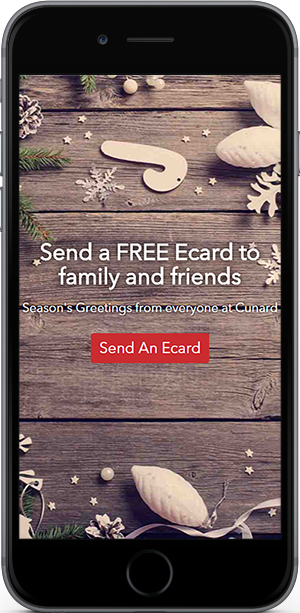 Send a FREE Ecard to
family and friends
Season's Greetings from everyone at Cunard
Send An Ecard